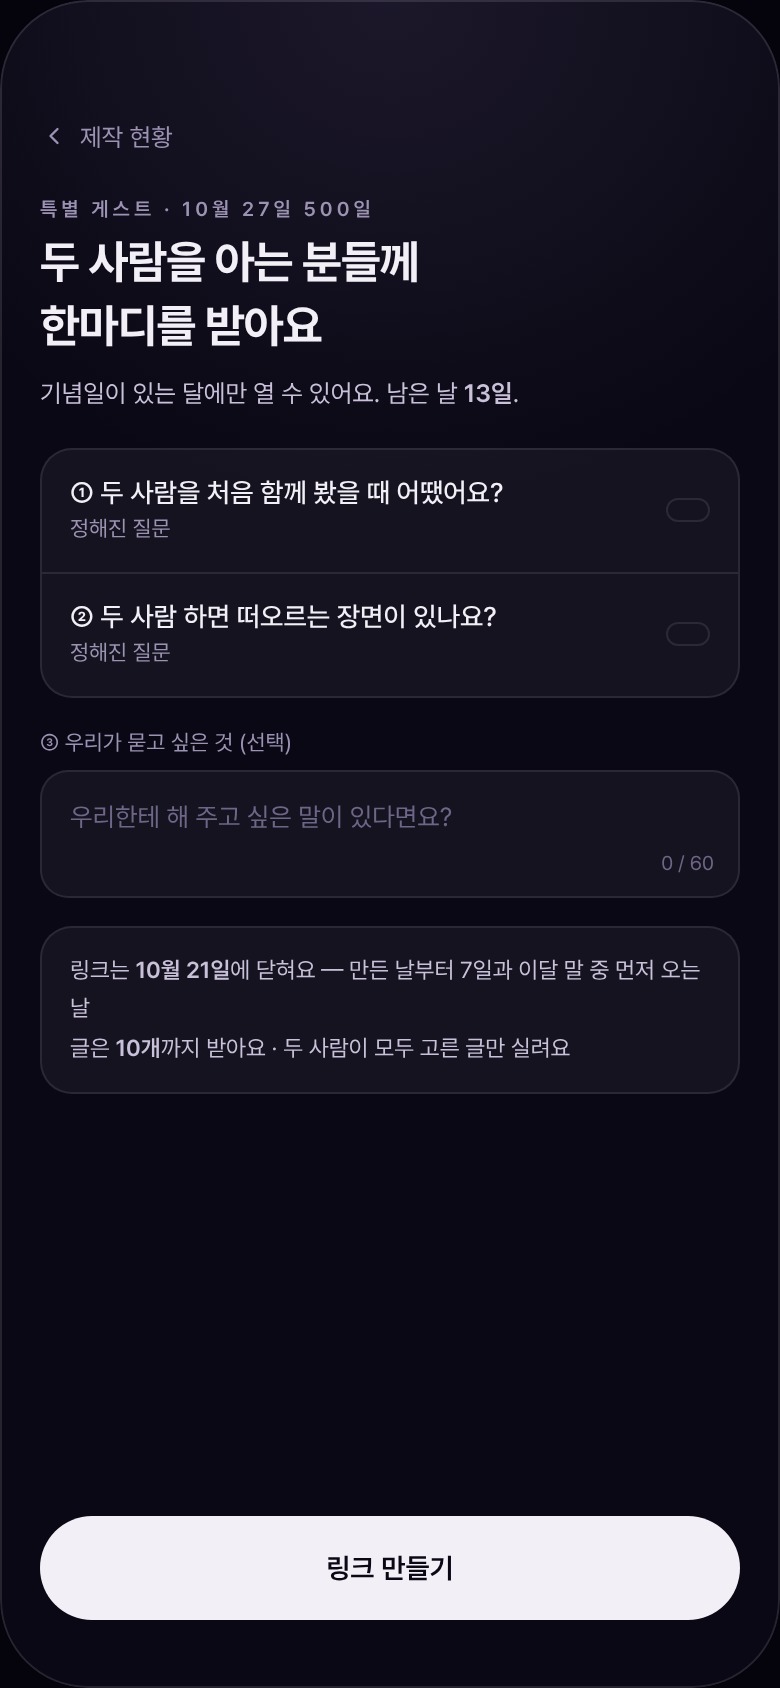 제작 현황
특별 게스트 · 10월 27일 500일
두 사람을 아는 분들께
한마디를 받아요
기념일이 있는 달에만 열 수 있어요. 남은 날 13일.
① 두 사람을 처음 함께 봤을 때 어땠어요?
정해진 질문
② 두 사람 하면 떠오르는 장면이 있나요?
정해진 질문
③ 우리가 묻고 싶은 것 (선택)
우리한테 해 주고 싶은 말이 있다면요?
0 / 60
링크는 10월 21일에 닫혀요 — 만든 날부터 7일과 이달 말 중 먼저 오는
날
글은 10개까지 받아요 · 두 사람이 모두 고른 글만 실려요
링크 만들기